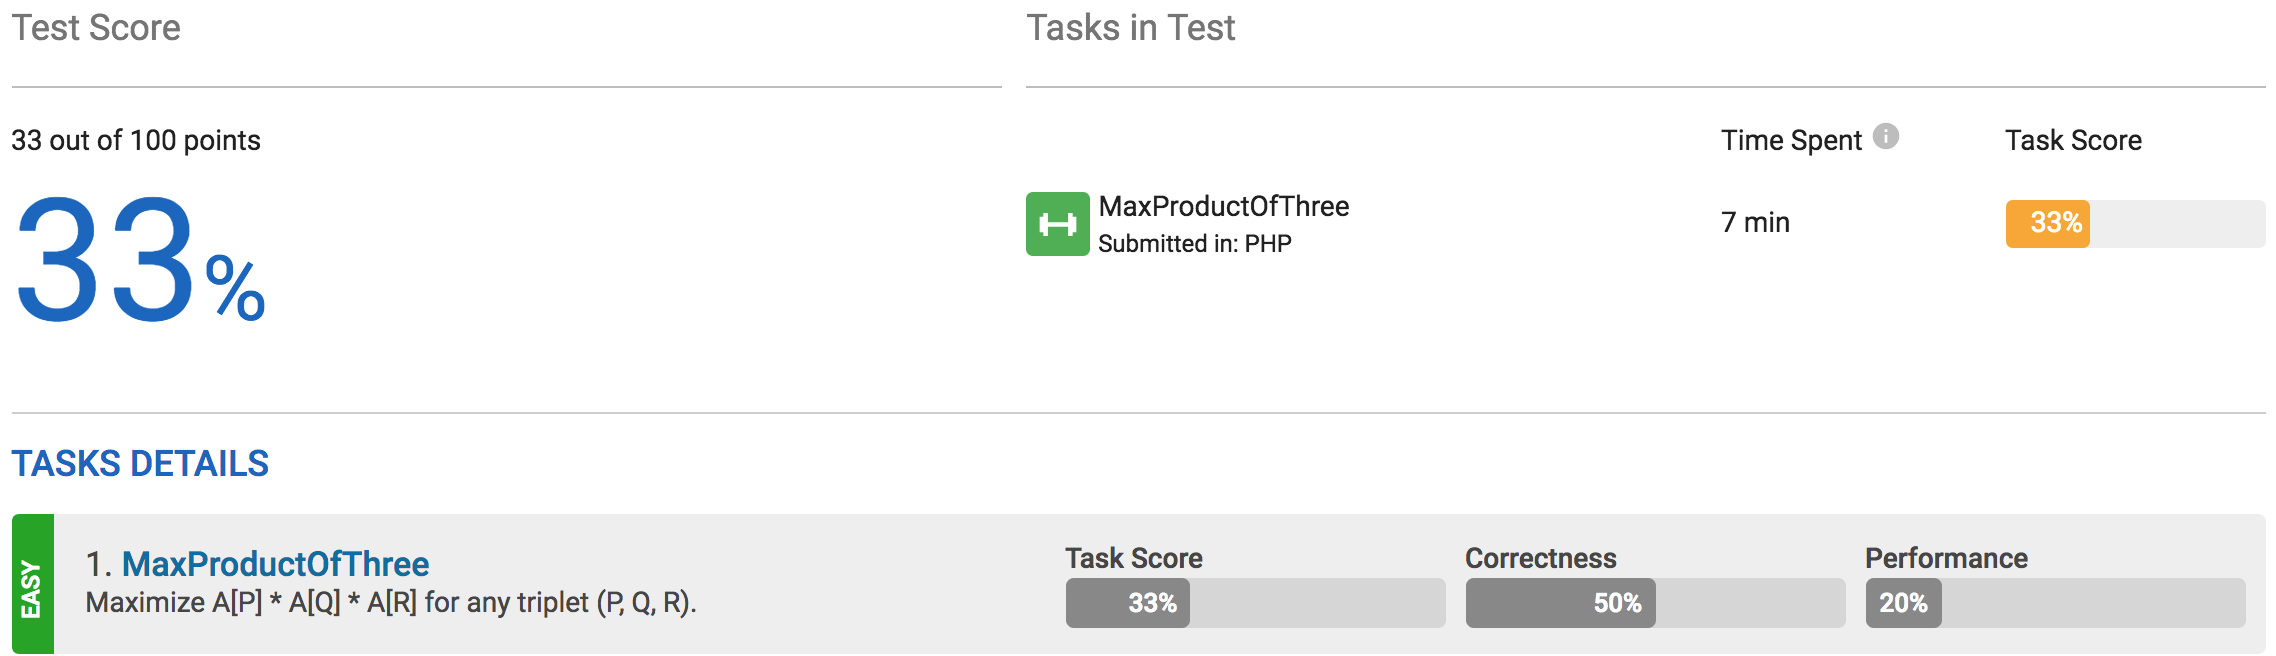 Test Score
33 out of 100 points
33%
Tasks in Test
Time Spent i
Task Score
MaxProductOfThree
Submitted in: PHP
7 min
33%
TASKS DETAILS
EASY
1. MaxProductOfThree
Maximize A[P] * A[Q] * A[R] for any triplet (P, Q, R).
Task Score
33%
Correctness
50%
Performance
20%